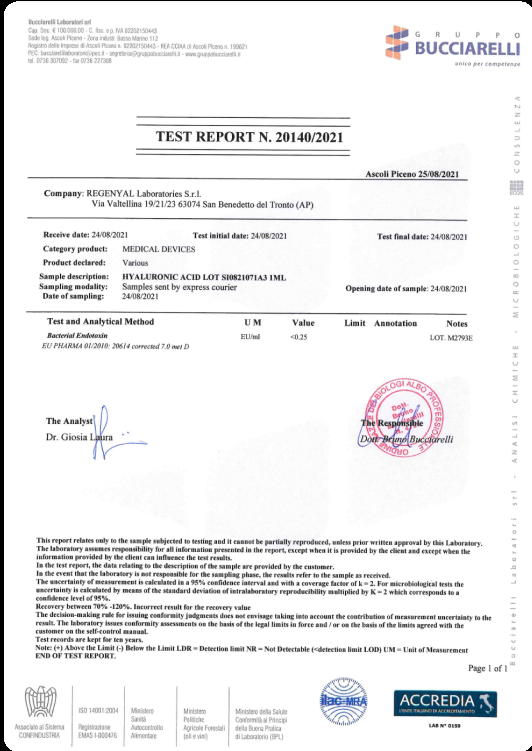 Bucciarelli Laboratori srl
Cap. Soc. € 100.000,00 - C. fisc. e p. IVA 02202150443
Sede leg. Ascoli Piceno - Zona Industr. Basso Marino 112
Registro delle Imprese di Ascoli Piceno n. 02202150443 - REA CCIAA di Ascoli Piceno n. 199621
PEC: bucciarellilaboratori@pec.it - segreteria@gruppobucciarelli.it - www.gruppobucciarelli.it
tel. 0736 307092 - fax 0736 227308
GRUPPO
BUCCIARELLI
unica per competenze
TEST REPORT N. 20140/2021
Ascoli Piceno 25/08/2021
Company: REGENYAL Laboratories S.r.l.
Via Valtellina 19/21/23 63074 San Benedetto del Tronto (AP)
Receive date: 24/08/2021 Test initial date: 24/08/2021 Test final date: 24/08/2021
Category product: MEDICAL DEVICES
Product declared: Various
Sample description: HYALURONIC ACID LOT SI0821071A3 1ML
Sampling modality: Samples sent by express courier Opening date of sample: 24/08/2021
Date of sampling: 24/08/2021
Test and Analytical Method U M Value Limit Annotation Notes
Bacterial Endotoxin EU/ml <0.25 LOT. M2793E
EU PHARMA 01/2010: 20614 corrected 7.0 met D
The Analyst
Dr. Giosia Laura
The Responsible
Dott. Bruno Bucciarelli
This report relates only to the sample subjected to testing and it cannot be partially reproduced, unless prior written approval by this Laboratory.
The laboratory assumes responsibility for all information presented in the report, except when it is provided by the client and except when the
information provided by the client can influence the test results.
In the test report, the data relating to the description of the sample are provided by the customer.
In the event that the laboratory is not responsible for the sampling phase, the results refer to the sample as received.
The uncertainty of measurement is calculated in a 95% confidence interval and with a coverage factor of k = 2. For microbiological tests the
uncertainty is calculated by means of the standard deviation of intralaboratory reproducibility multiplied by K = 2 which corresponds to a
confidence level of 95%.
Recovery between 70% -120%. Incorrect result for the recovery value
The decision-making rule for issuing conformity judgments does not envisage taking into account the contribution of measurement uncertainty to the
result. The laboratory issues conformity assessments on the basis of the legal limits in force and / or on the basis of the limits agreed with the
customer on the self-control manual.
Test records are kept for ten years.
Note: (+) Above the Limit (-) Below the Limit LDR = Detection limit NR = Not Detectable (<detection limit LOD) UM = Unit of Measurement
END OF TEST REPORT.
Page 1 of 1
Bucciarelli Laboratori srl - ANALISI CHIMICHE - MICROBIOLOGICHE CONSULENZA
Associato al Sistema
CONFINDUSTRIA
ISO 14001:2004
Registrazione
EMAS I-000476
Ministero
Sanità
Autocontrollo
Alimentare
Ministero
Politiche
Agricole Forestali
(oli e vini)
Ministero della Salute
Conformità ai Principi
della Buona Pratica
di Laboratorio (BPL)
ilac-MRA
ACCREDIA
L'ENTE ITALIANO DI ACCREDITAMENTO
LAB N° 0159